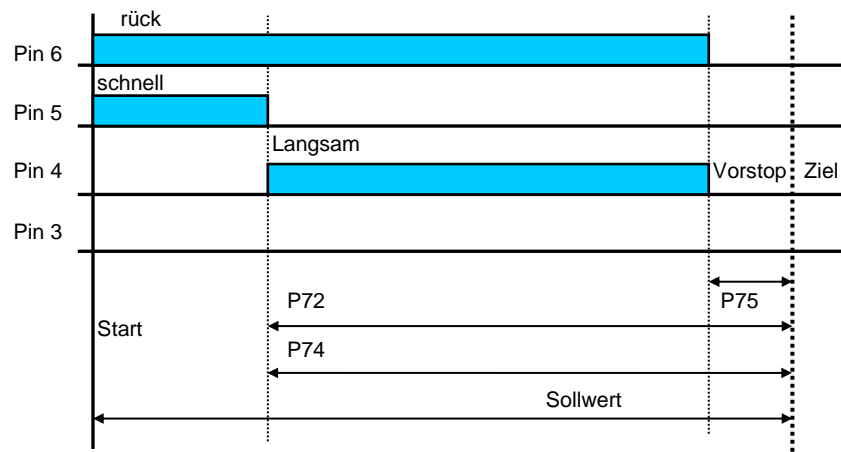 rück
Pin 6
schnell
Pin 5
Langsam
Pin 4
Vorstop
Ziel
Pin 3
P72
P75
Start
P74
Sollwert